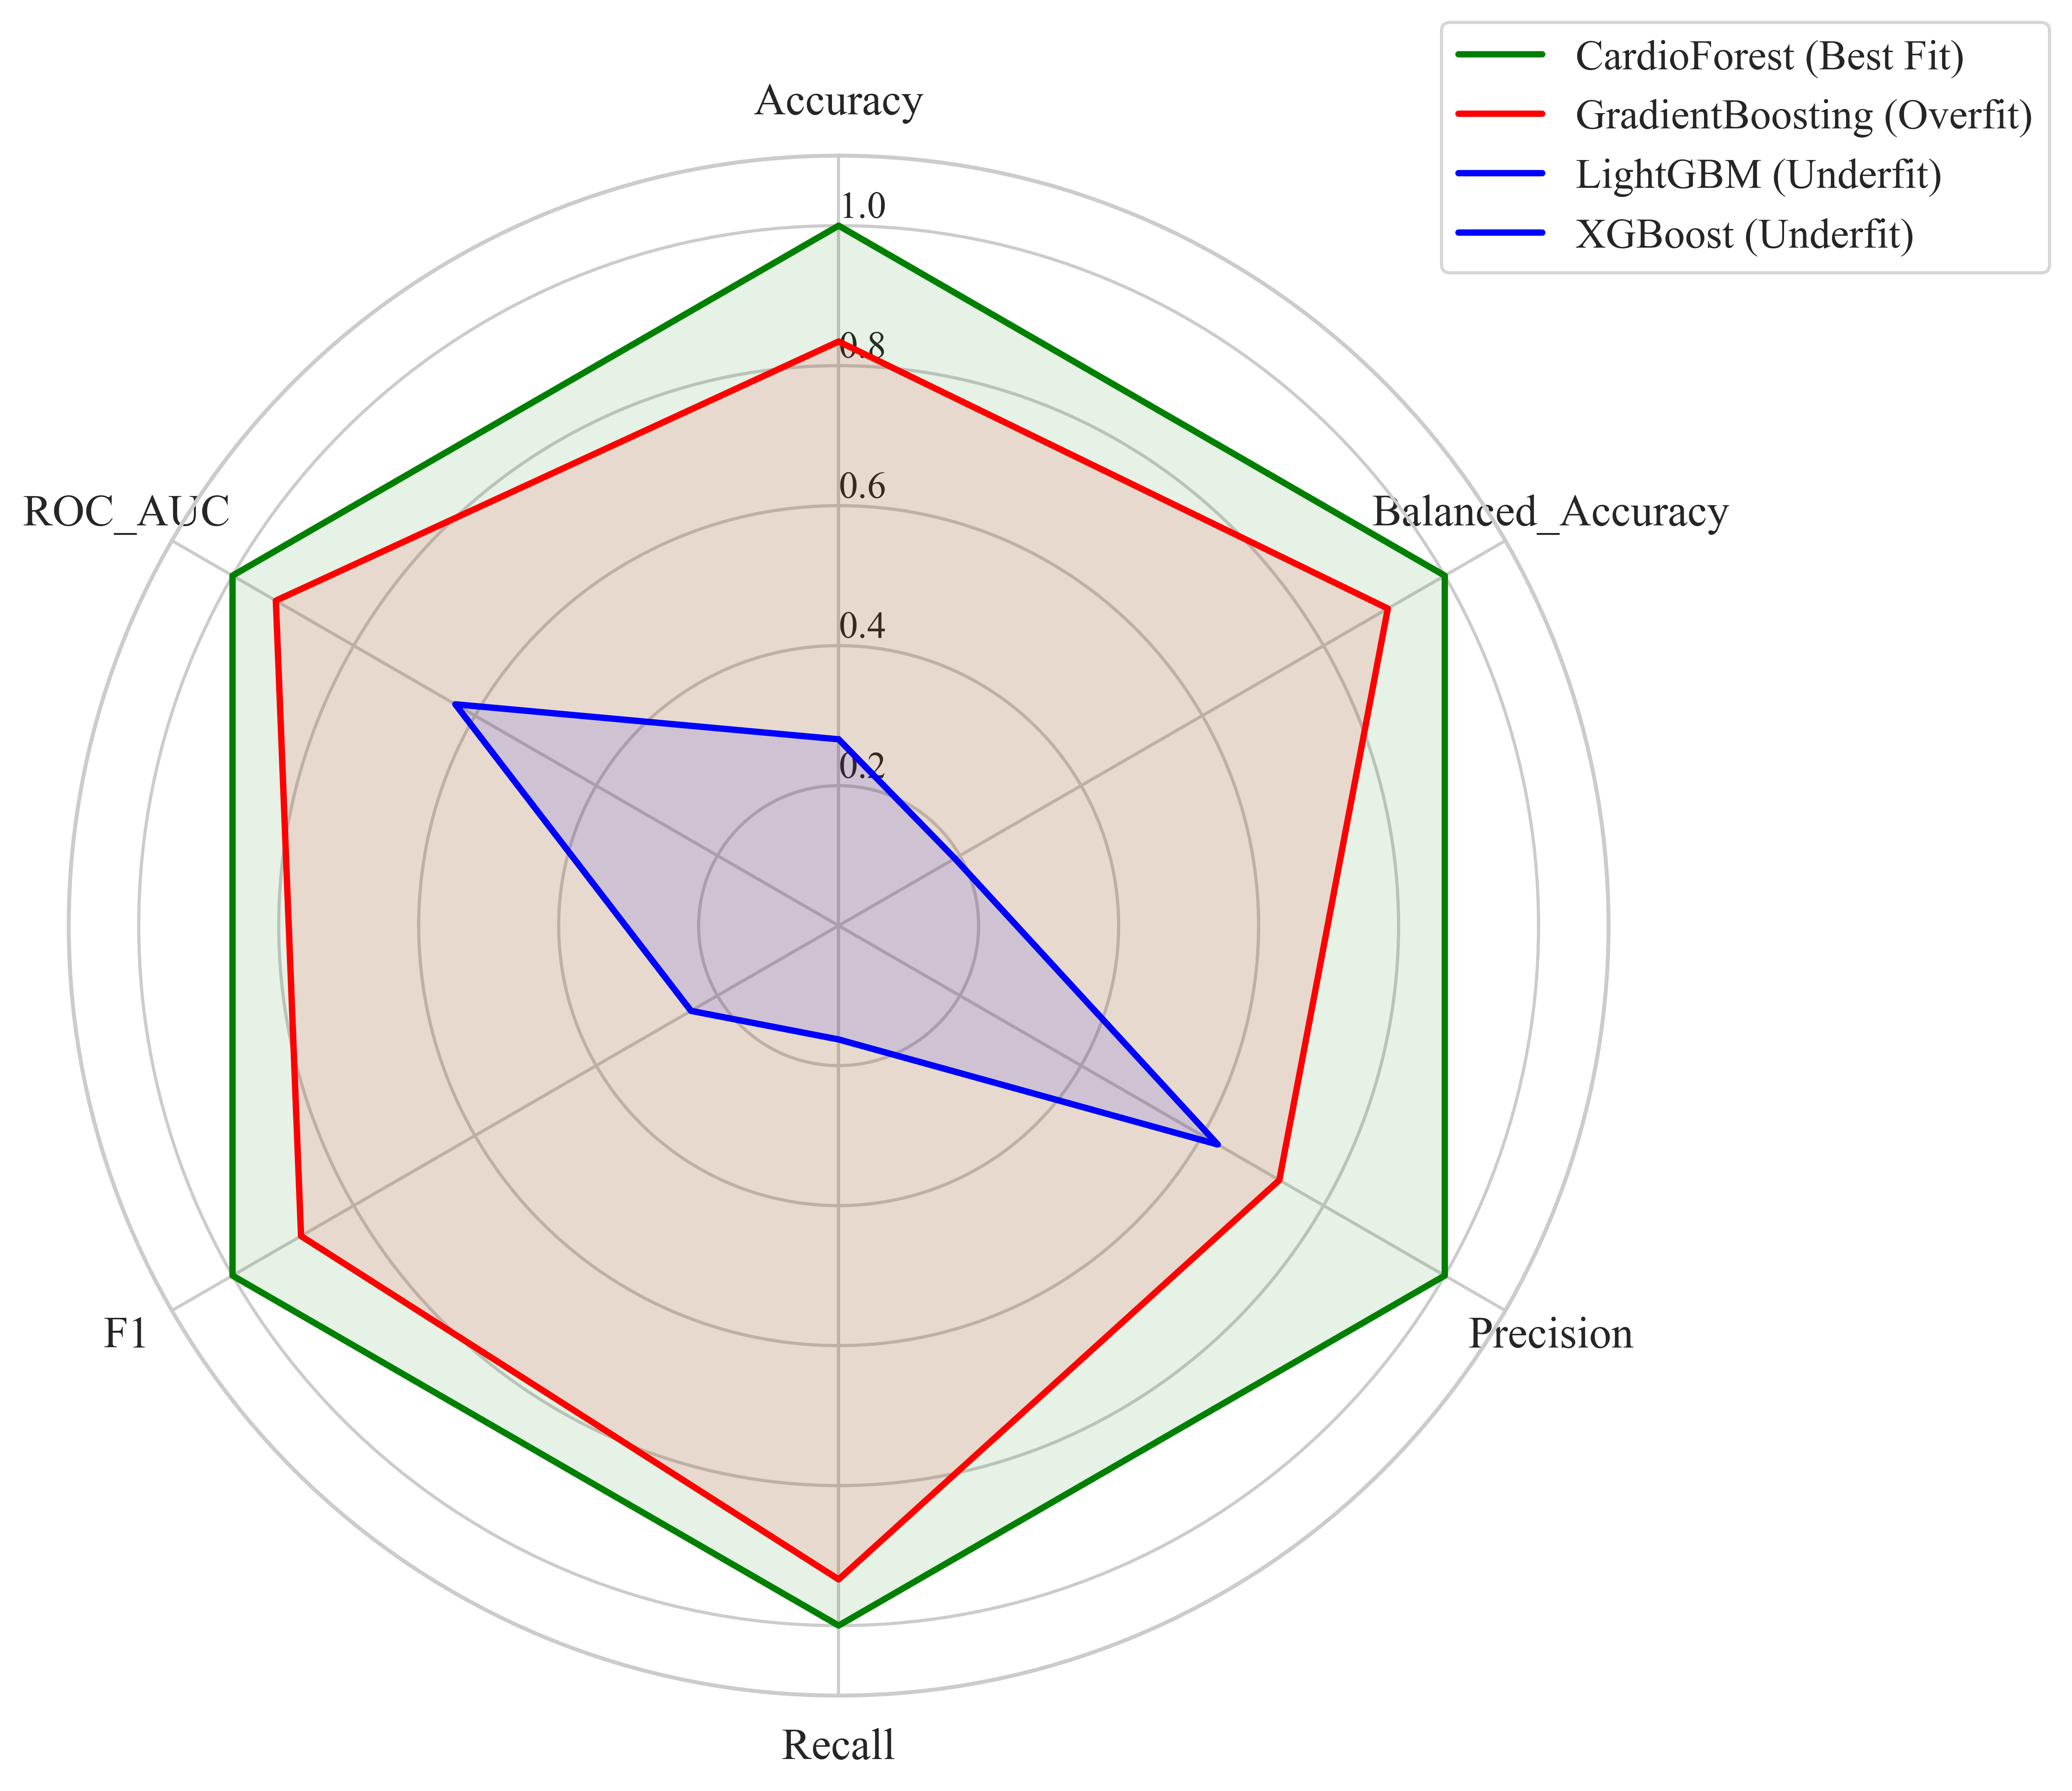 CardioForest (Best Fit)
GradientBoosting (Overfit)
LightGBM (Underfit)
XGBoost (Underfit)
Accuracy
1.0
0.8
0.6
0.4
0.2
ROC_AUC
Balanced_Accuracy
F1
Precision
Recall